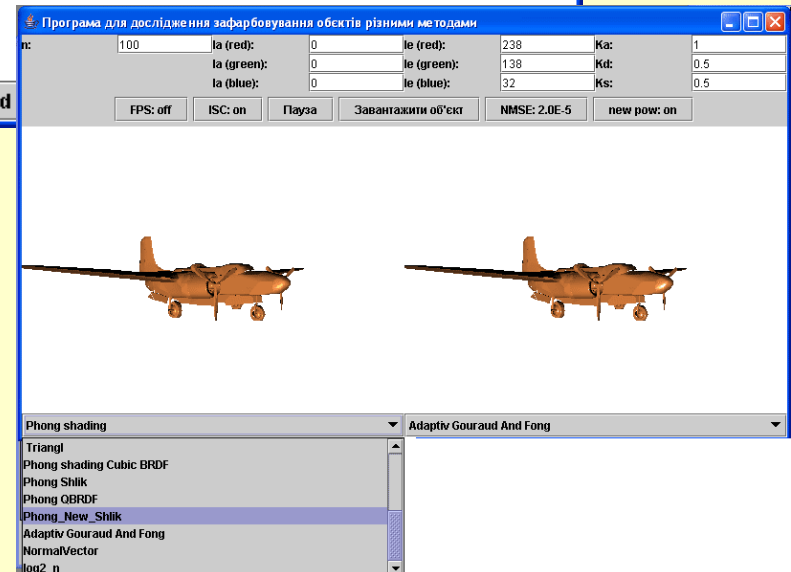 Програма для дослідження зафарбовування обєктів різними методами
n: 100 Ia (red): 0 Ie (red): 238 Ka: 1
Ia (green): 0 Ie (green): 138 Kd: 0.5
Ia (blue): 0 Ie (blue): 32 Ks: 0.5
d FPS: off ISC: on Пауза Завантажити об'єкт NMSE: 2.0E-5 new pow: on
Phong shading Adaptiv Gouraud And Fong
Triangl
Phong shading Cubic BRDF
Phong Shlik
Phong QBRDF
Phong_New_Shlik
Adaptiv Gouraud And Fong
NormalVector
log2_n